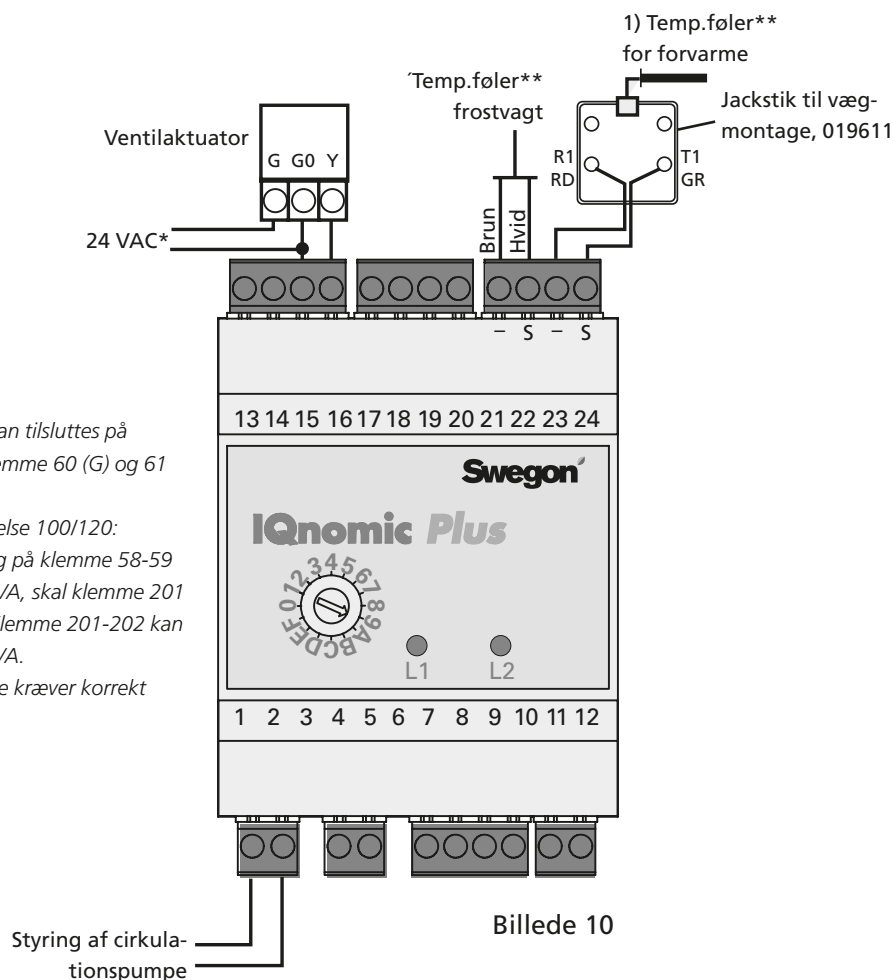 1) Temp.føler**
for forvarme
´Temp.føler**
frostvagt
Jackstik til væg-
montage, 019611
Ventilaktuator
G G0 Y
R1
RD
T1
GR
Brun
Hvid
24 VAC*
– S – S
13 14 15 16 17 18 19 20 21 22 23 24
an tilsluttes på
emme 60 (G) og 61
else 100/120:
g på klemme 58-59
VA, skal klemme 201
Klemme 201-202 kan
VA.
e kræver korrekt
Swegon
IQnomic Plus
0 1 2 3 4 5 6 7 8 9 A B C D E F
L1 L2
1 2 3 4 5 6 7 8 9 10 11 12
Styring af cirkula-
tionspumpe
Billede 10